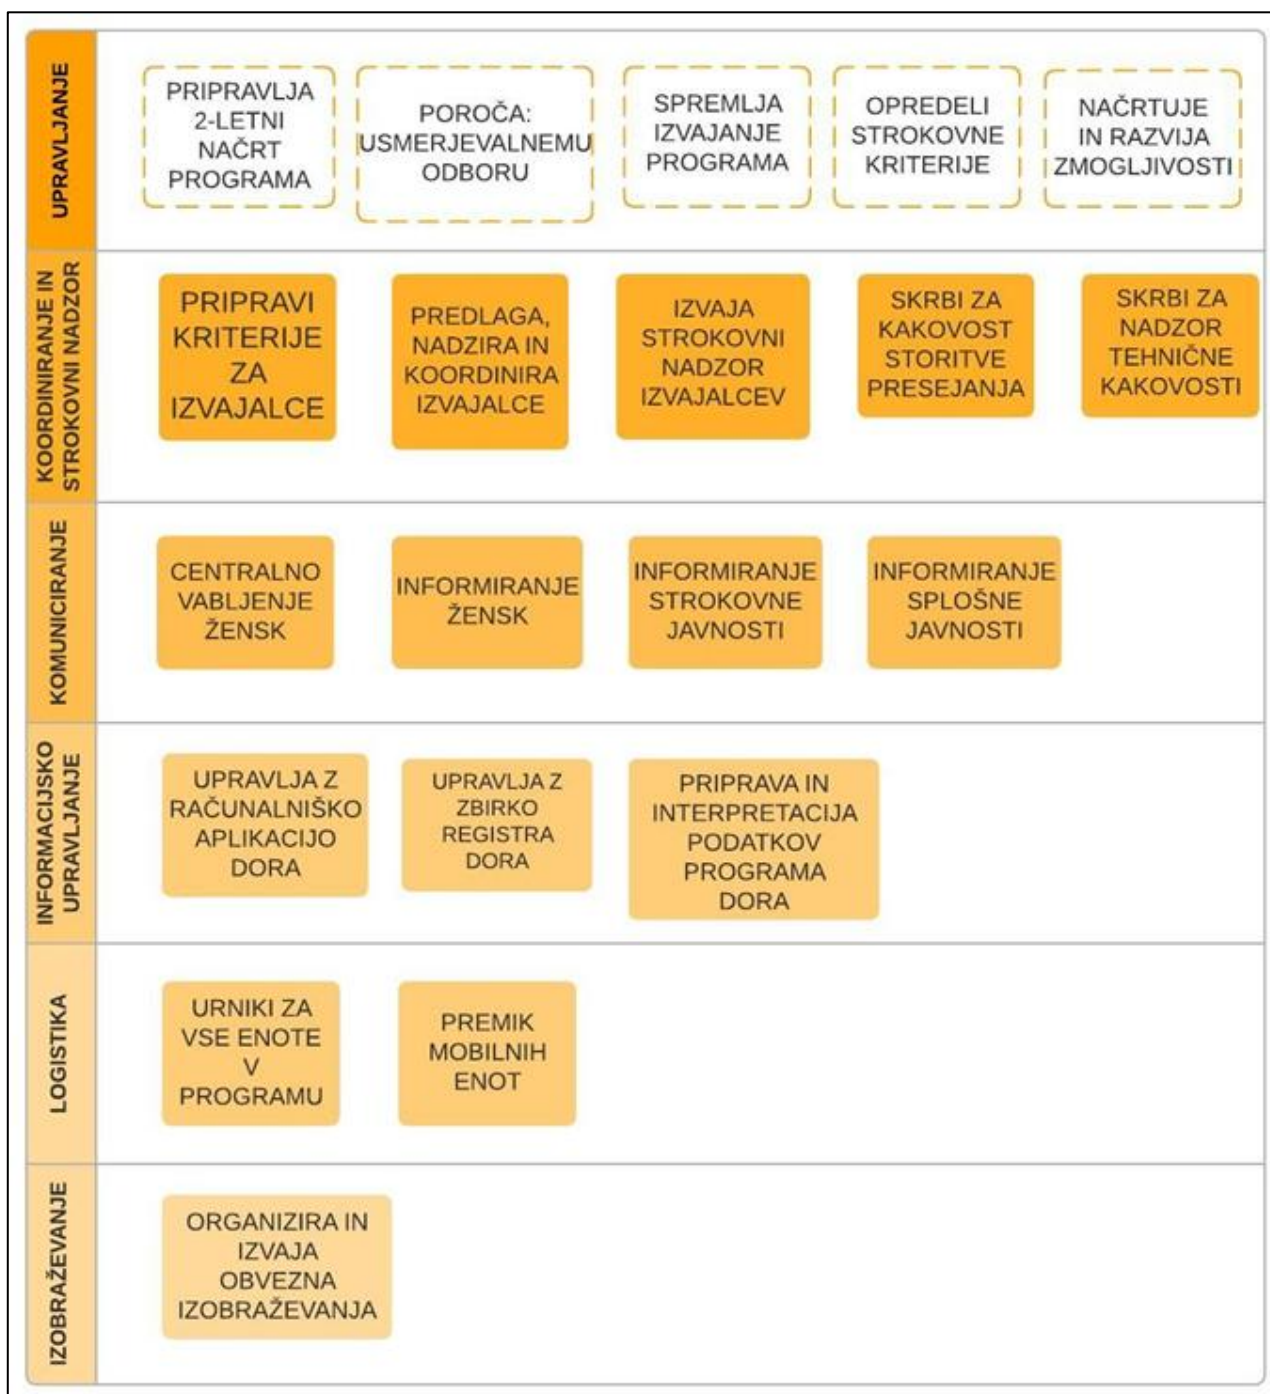 UPRAVLJANJE
PRIPRAVLJA
2-LETNI
NAČRT
PROGRAMA
POROČA:
USMERJEVALNEMU
ODBORU
SPREMLJA
IZVAJANJE
PROGRAMA
OPREDELI
STROKOVNE
KRITERIJE
NAČRTUJE
IN RAZVIJA
ZMOGLJIVOSTI
KOORDINIRANJE IN
STROKOVNI NADZOR
PRIPRAVI
KRITERIJE
ZA
IZVAJALCE
PREDLAGA,
NADZIRA IN
KOORDINIRA
IZVAJALCE
IZVAJA
STROKOVNI
NADZOR
IZVAJALCEV
SKRBI ZA
KAKOVOST
STORITVE
PRESEJANJA
SKRBI ZA
NADZOR
TEHNIČNE
KAKOVOSTI
KOMUNICIRANJE
CENTRALNO
VABLJENJE
ŽENSK
INFORMIRANJE
ŽENSK
INFORMIRANJE
STROKOVNE
JAVNOSTI
INFORMIRANJE
SPLOŠNE
JAVNOSTI
INFORMACIJSKO
UPRAVLJANJE
UPRAVLJA Z
RAČUNALNIŠKO
APLIKACIJO
DORA
UPRAVLJA Z
ZBIRKO
REGISTRA
DORA
PRIPRAVA IN
INTERPRETACIJA
PODATKOV
PROGRAMA
DORA
LOGISTIKA
URNIKI ZA
VSE ENOTE
V
PROGRAMU
PREMIK
MOBILNIH
ENOT
IZOBRAŽEVANJE
ORGANIZIRA IN
IZVAJA
OBVEZNA
IZOBRAŽEVANJA